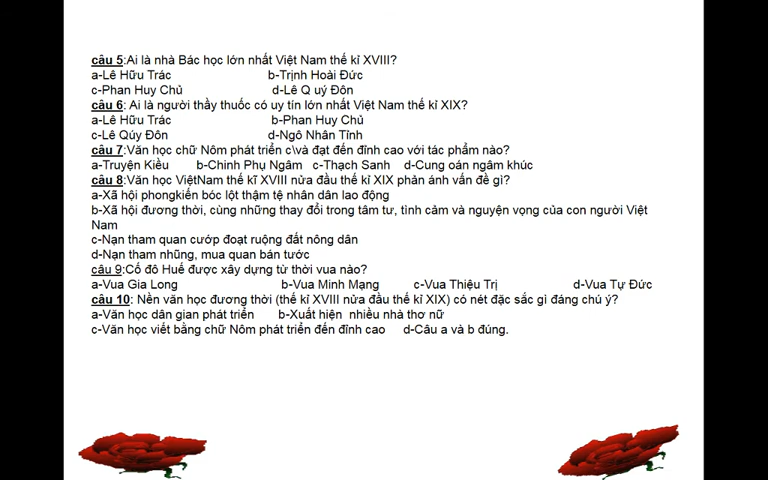 câu 5:Ai là nhà Bác học lớn nhất Việt Nam thế kỉ XVIII?
a-Lê Hữu Trác b-Trịnh Hoài Đức
c-Phan Huy Chủ d-Lê Q uý Đôn
câu 6: Ai là người thầy thuốc có uy tín lớn nhất Việt Nam thế kỉ XIX?
a-Lê Hữu Trác b-Phan Huy Chủ
c-Lê Qúy Đôn d-Ngô Nhân Tỉnh
câu 7:Văn học chữ Nôm phát triển c\và đạt đến đỉnh cao với tác phẩm nào?
a-Truyện Kiều b-Chinh Phụ Ngâm c-Thạch Sanh d-Cung oán ngâm khúc
câu 8:Văn học ViệtNam thế kĩ XVIII nửa đầu thế kỉ XIX phản ánh vấn đề gì?
a-Xã hội phongkiến bóc lột thậm tệ nhân dân lao động
b-Xã hội đương thời, cùng những thay đổi trong tâm tư, tình cảm và nguyện vọng của con người Việt
Nam
c-Nạn tham quan cướp đoạt ruộng đất nông dân
d-Nạn tham nhũng, mua quan bán tước
câu 9:Cố đô Huế được xây dựng từ thời vua nào?
a-Vua Gia Long b-Vua Minh Mạng c-Vua Thiệu Trị d-Vua Tự Đức
câu 10: Nền văn học đương thời (thế kỉ XVIII nửa đầu thế kỉ XIX) có nét đặc sắc gì đáng chú ý?
a-Văn học dân gian phát triển b-Xuất hiện nhiều nhà thơ nữ
c-Văn học viết bằng chữ Nôm phát triển đến đỉnh cao d-Câu a và b đúng.